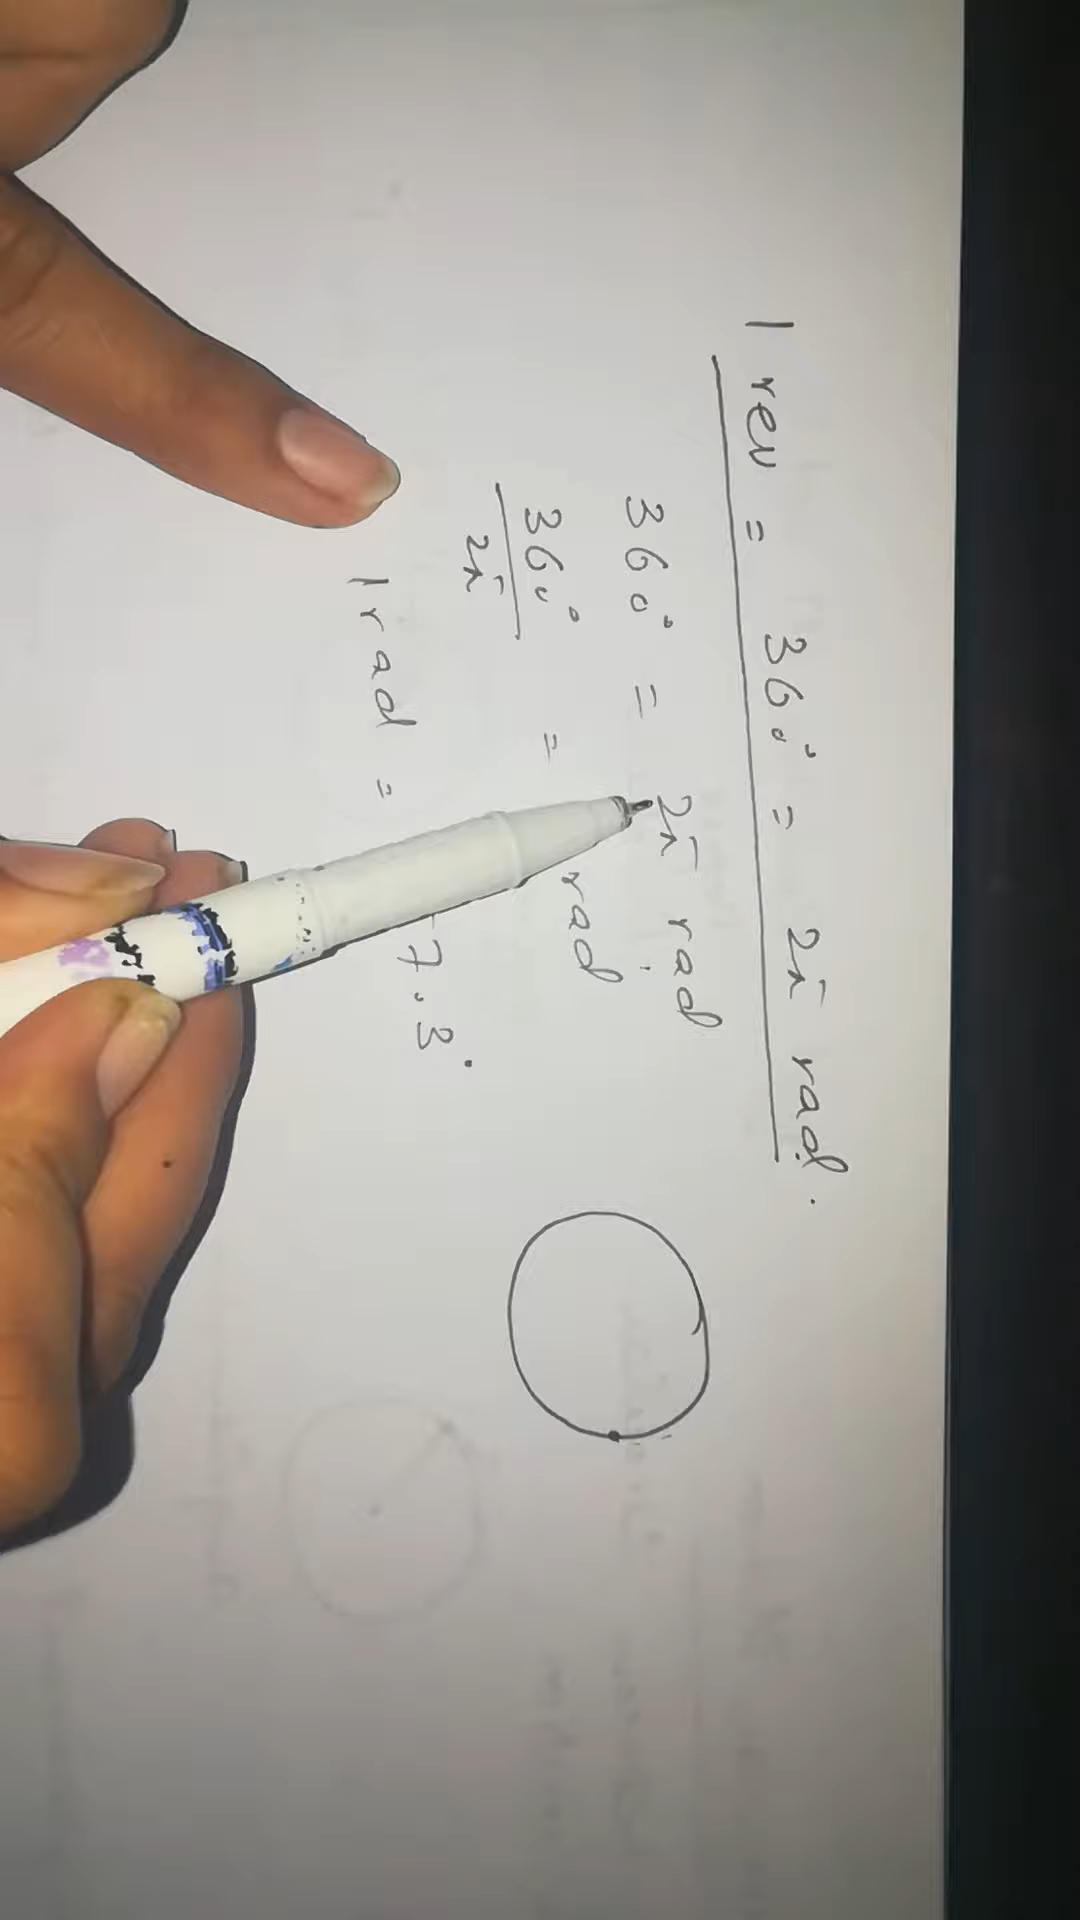 1 rev = 360° = 2π rad.
360° = 2π rad
360° / 2π = rad
1 rad = 7.3°